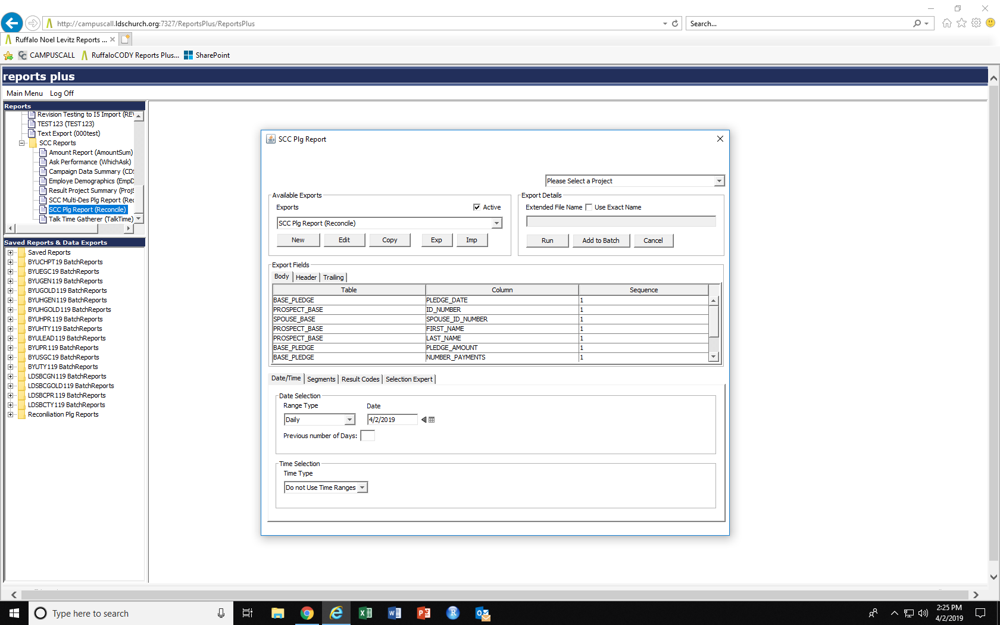 http://campuscall.ldschurch.org:7327/ReportsPlus/ReportsPlus
Search...
Ruffalo Noel Levitz Reports ...
CAMPUSCALL
RuffaloCODY Reports Plus...
SharePoint
reports plus
Main Menu Log Off
Reports
Revision Testing to I5 Import (REV
TEST123 (TEST123)
Text Export (000test)
SCC Reports
Amount Report (AmountSum)
Ask Performance (WhichAsk)
Campaign Data Summary (CDS
Employe Demographics (EmpD
Result Project Summary (ProjS
SCC Multi-Des Plg Report (Rec
SCC Plg Report (Reconcile)
Talk Time Gatherer (TalkTime)
Saved Reports & Data Exports
Saved Reports
BYUCHPT19 BatchReports
BYUEGC19 BatchReports
BYUGEN119 BatchReports
BYUGOLD119 BatchReports
BYUHGEN119 BatchReports
BYUHGOLD119 BatchReports
BYUHPR119 BatchReports
BYUHTY119 BatchReports
BYULEAD119 BatchReports
BYUPR119 BatchReports
BYUSGC19 BatchReports
BYUTY119 BatchReports
LDSBCGN119 BatchReports
LDSBCGOLD119 BatchReports
LDSBCPR119 BatchReports
LDSBCTY119 BatchReports
Reconiliation Plg Reports
SCC Plg Report
Please Select a Project
Available Exports
Exports
Active
SCC Plg Report (Reconcile)
New Edit Copy Exp Imp
Export Details
Extended File Name Use Exact Name
Run Add to Batch Cancel
Export Fields
Body Header Trailing
Table Column Sequence
BASE_PLEDGE PLEDGE_DATE 1
PROSPECT_BASE ID_NUMBER 1
SPOUSE_BASE SPOUSE_ID_NUMBER 1
PROSPECT_BASE FIRST_NAME 1
PROSPECT_BASE LAST_NAME 1
BASE_PLEDGE PLEDGE_AMOUNT 1
BASE_PLEDGE NUMBER_PAYMENTS 1
Date/Time Segments Result Codes Selection Expert
Date Selection
Range Type Date
Daily 4/2/2019
Previous number of Days:
Time Selection
Time Type
Do not Use Time Ranges
Type here to search
2:25 PM
4/2/2019